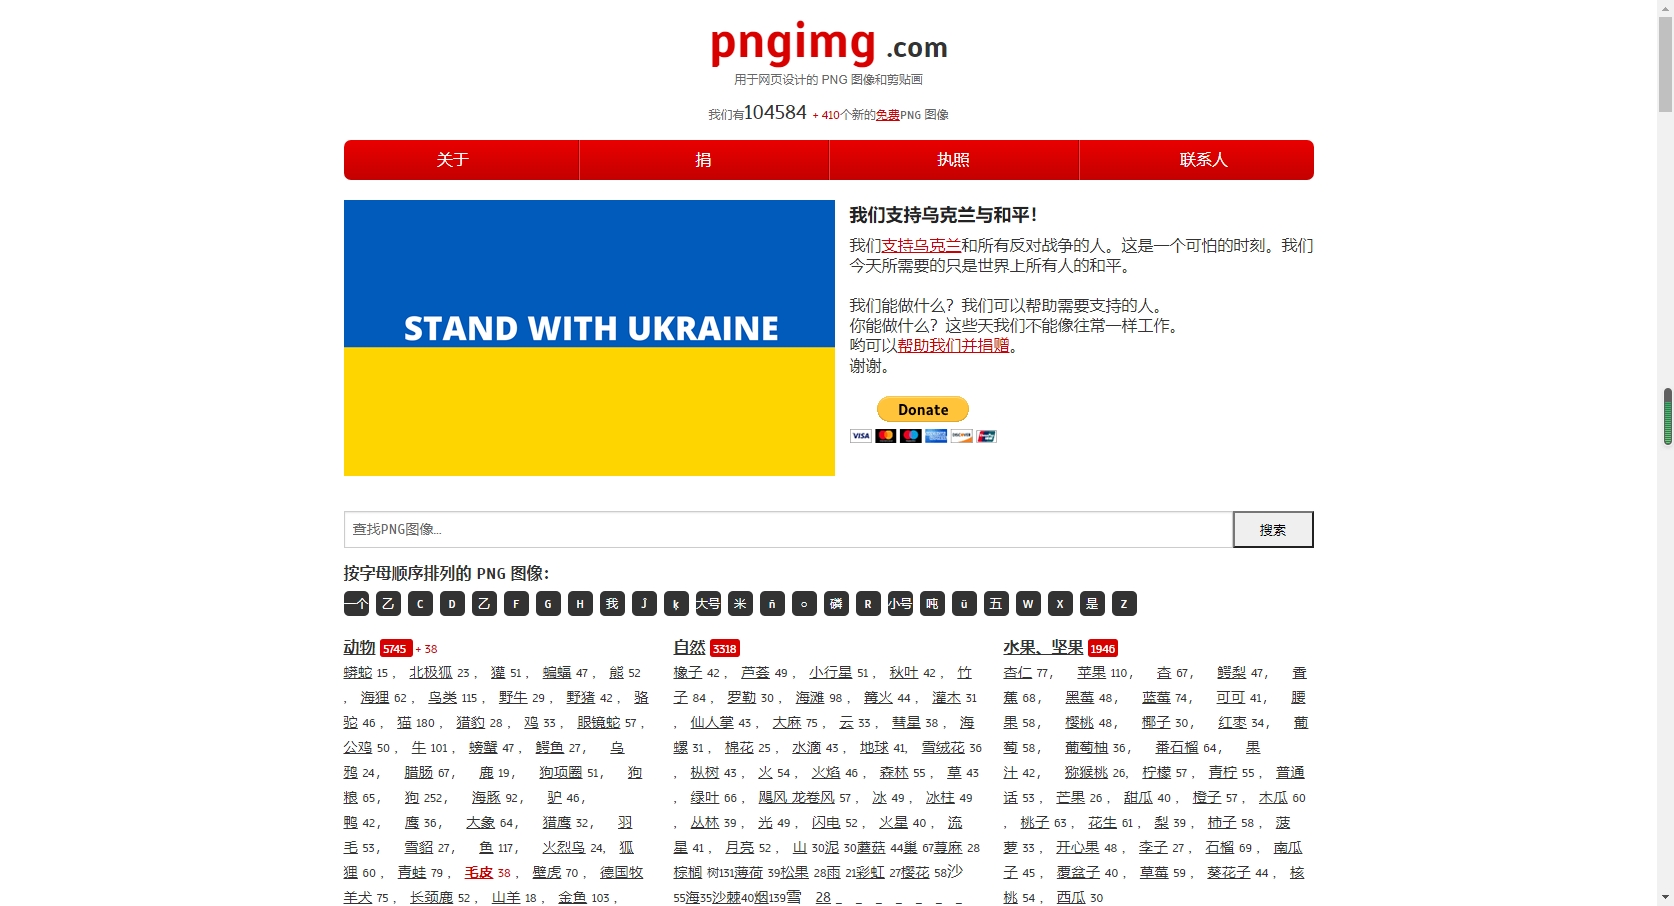 pngimg .com
用于网页设计的 PNG 图像和剪贴画
我们有104584 + 410个新的免费PNG 图像
关于 捐 执照 联系人
STAND WITH UKRAINE
我们支持乌克兰与和平！
我们支持乌克兰和所有反对战争的人。这是一个可怕的时刻。我们
今天所需要的只是世界上所有人的和平。
我们能做什么？我们可以帮助需要支持的人。
你能做什么？这些天我们不能像往常一样工作。
哟可以帮助我们并捐赠。
谢谢。
Donate
VISA
DISCOVER
查找PNG图像... 搜索
按字母顺序排列的 PNG 图像：
一个 乙 C D 乙 F G H 我 Ĵ ķ 大号 米 ñ ○ 磷 R 小号 吨 ü 五 W X 是 Z
动物 5745 + 38
蟒蛇 15 ， 北极狐 23 ， 獾 51 ， 蝙蝠 47 ， 熊 52
， 海狸 62 ， 鸟类 115 ， 野牛 29 ， 野猪 42 ， 骆
驼 46 ， 猫 180 ， 猎豹 28 ， 鸡 33 ， 眼镜蛇 57 ，
公鸡 50 ， 牛 101 ， 螃蟹 47 ， 鳄鱼 27， 乌
鸦 24， 腊肠 67， 鹿 19， 狗项圈 51， 狗
粮 65， 狗 252， 海豚 92， 驴 46，
鸭 42， 鹰 36， 大象 64， 猎鹰 32， 羽
毛 53， 雪貂 27， 鱼 117， 火烈鸟 24, 狐
狸 60 ， 青蛙 79 ， 毛皮 38 ， 壁虎 70 ， 德国牧
羊犬 75 ， 长颈鹿 52 ， 山羊 18 ， 金鱼 103 ，
自然 3318
橡子 42 ， 芦荟 49 ， 小行星 51 ， 秋叶 42 ， 竹
子 84 ， 罗勒 30 ， 海滩 98 ， 篝火 44 ， 灌木 31
， 仙人掌 43 ， 大麻 75 ， 云 33 ， 彗星 38 ， 海
螺 31 ， 棉花 25 ， 水滴 43 ， 地球 41, 雪绒花 36
， 枞树 43 ， 火 54 ， 火焰 46 ， 森林 55 ， 草 43
， 绿叶 66 ， 飓风 龙卷风 57 ， 冰 49 ， 冰柱 49
， 丛林 39 ， 光 49 ， 闪电 52 ， 火星 40 ， 流
星 41 ， 月亮 52 ， 山 30泥 30蘑菇 44巢 67荨麻 28
棕榈 树131薄荷 39松果 28雨 21彩虹 27樱花 58沙
55海35沙棘40烟139雪 28
水果、坚果 1946
杏仁 77， 苹果 110， 杏 67， 鳄梨 47， 香
蕉 68， 黑莓 48， 蓝莓 74， 可可 41， 腰
果 58， 樱桃 48， 椰子 30， 红枣 34， 葡
萄 58， 葡萄柚 36， 番石榴 64， 果
汁 42， 猕猴桃 26, 柠檬 57 ， 青柠 55 ， 普通
话 53 ， 芒果 26 ， 甜瓜 40 ， 橙子 57 ， 木瓜 60
， 桃子 63 ， 花生 61 ， 梨 39 ， 柿子 58 ， 菠
萝 33 ， 开心果 48 ， 李子 27 ， 石榴 69 ， 南瓜
子 45 ， 覆盆子 40 ， 草莓 59 ， 葵花子 44 ， 核
桃 54 ， 西瓜 30